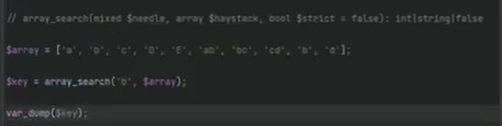 // array_search(mixed $needle, array $haystack, bool $strict = false): int|string|false
$array = ['a', 'b', 'c', 'D', 'E', 'ab', 'bc', 'cd', 'b', 'd'];
$key = array_search('b', $array);
var_dump($key);